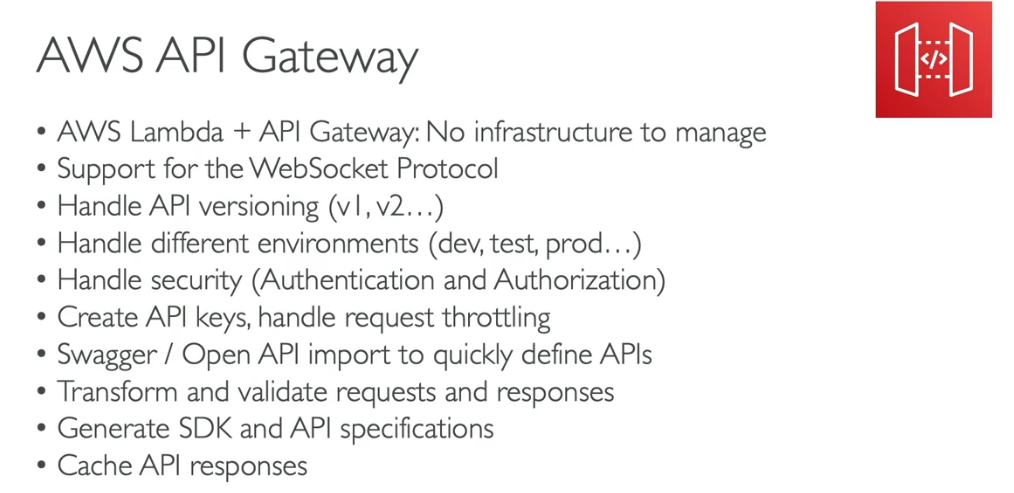 AWS API Gateway
</>
• AWS Lambda + API Gateway: No infrastructure to manage
• Support for the WebSocket Protocol
• Handle API versioning (v1, v2…)
• Handle different environments (dev, test, prod…)
• Handle security (Authentication and Authorization)
• Create API keys, handle request throttling
• Swagger / Open API import to quickly define APIs
• Transform and validate requests and responses
• Generate SDK and API specifications
• Cache API responses